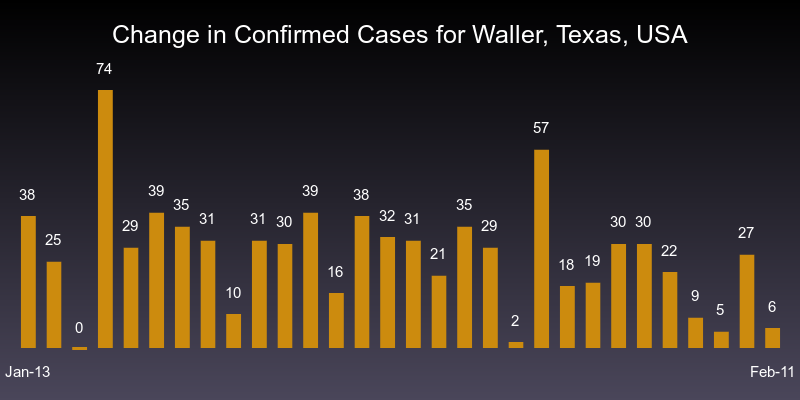 Change in Confirmed Cases for Waller, Texas, USA
38 25 0 74 29 39 35 31 10 31 30 39 16 38 32 31 21 35 29 2 57 18 19 30 30 22 9 5 27 6
Jan-13 Feb-11